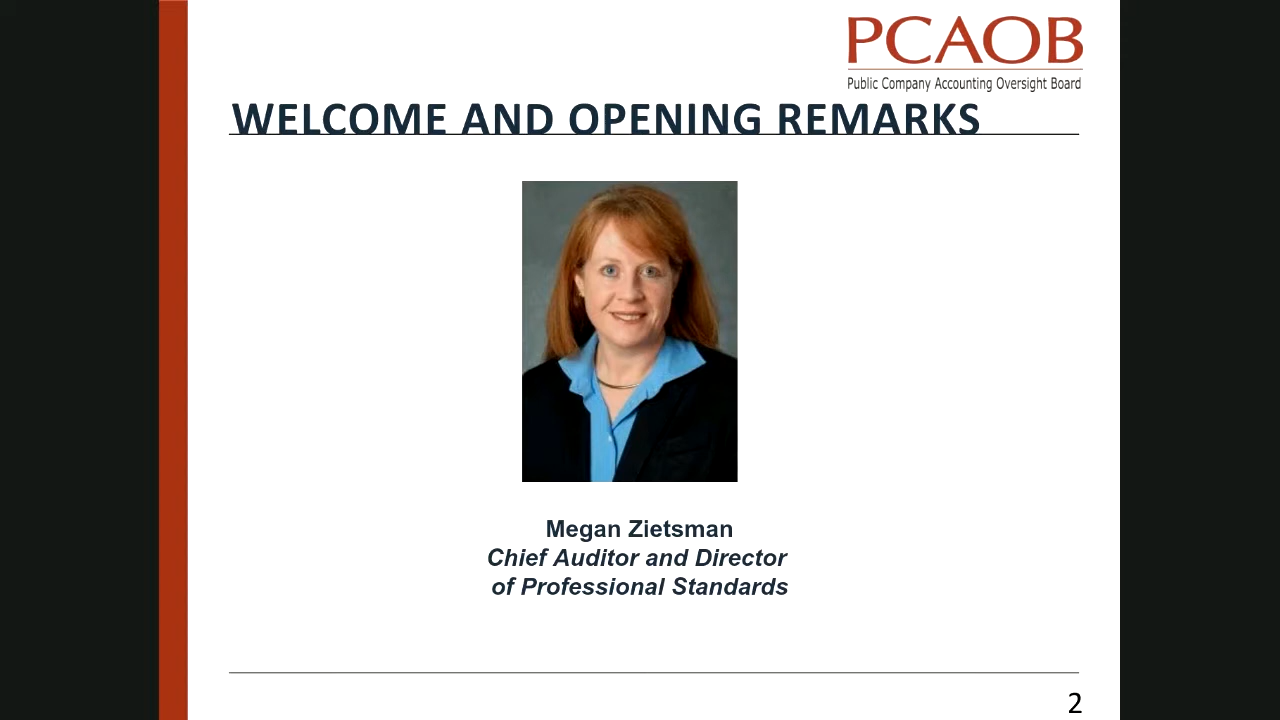 PCAOB
Public Company Accounting Oversight Board
WELCOME AND OPENING REMARKS
Megan Zietsman
Chief Auditor and Director
of Professional Standards
2